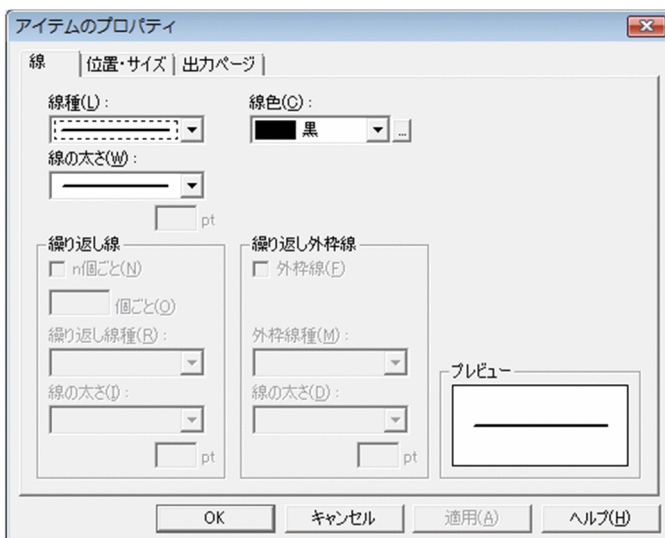 アイテムのプロパティ
線 位置・サイズ 出力ページ
線種(L): 線色(C):
黒 ...
線の太さ(W):
pt
繰り返し線 繰り返し外枠線
n個ごと(N) 外枠線(F)
個ごと(O)
繰り返し線種(R): 外枠線種(M):
プレビュー
線の太さ(I): 線の太さ(D):
pt pt
OK キャンセル 適用(A) ヘルプ(H)